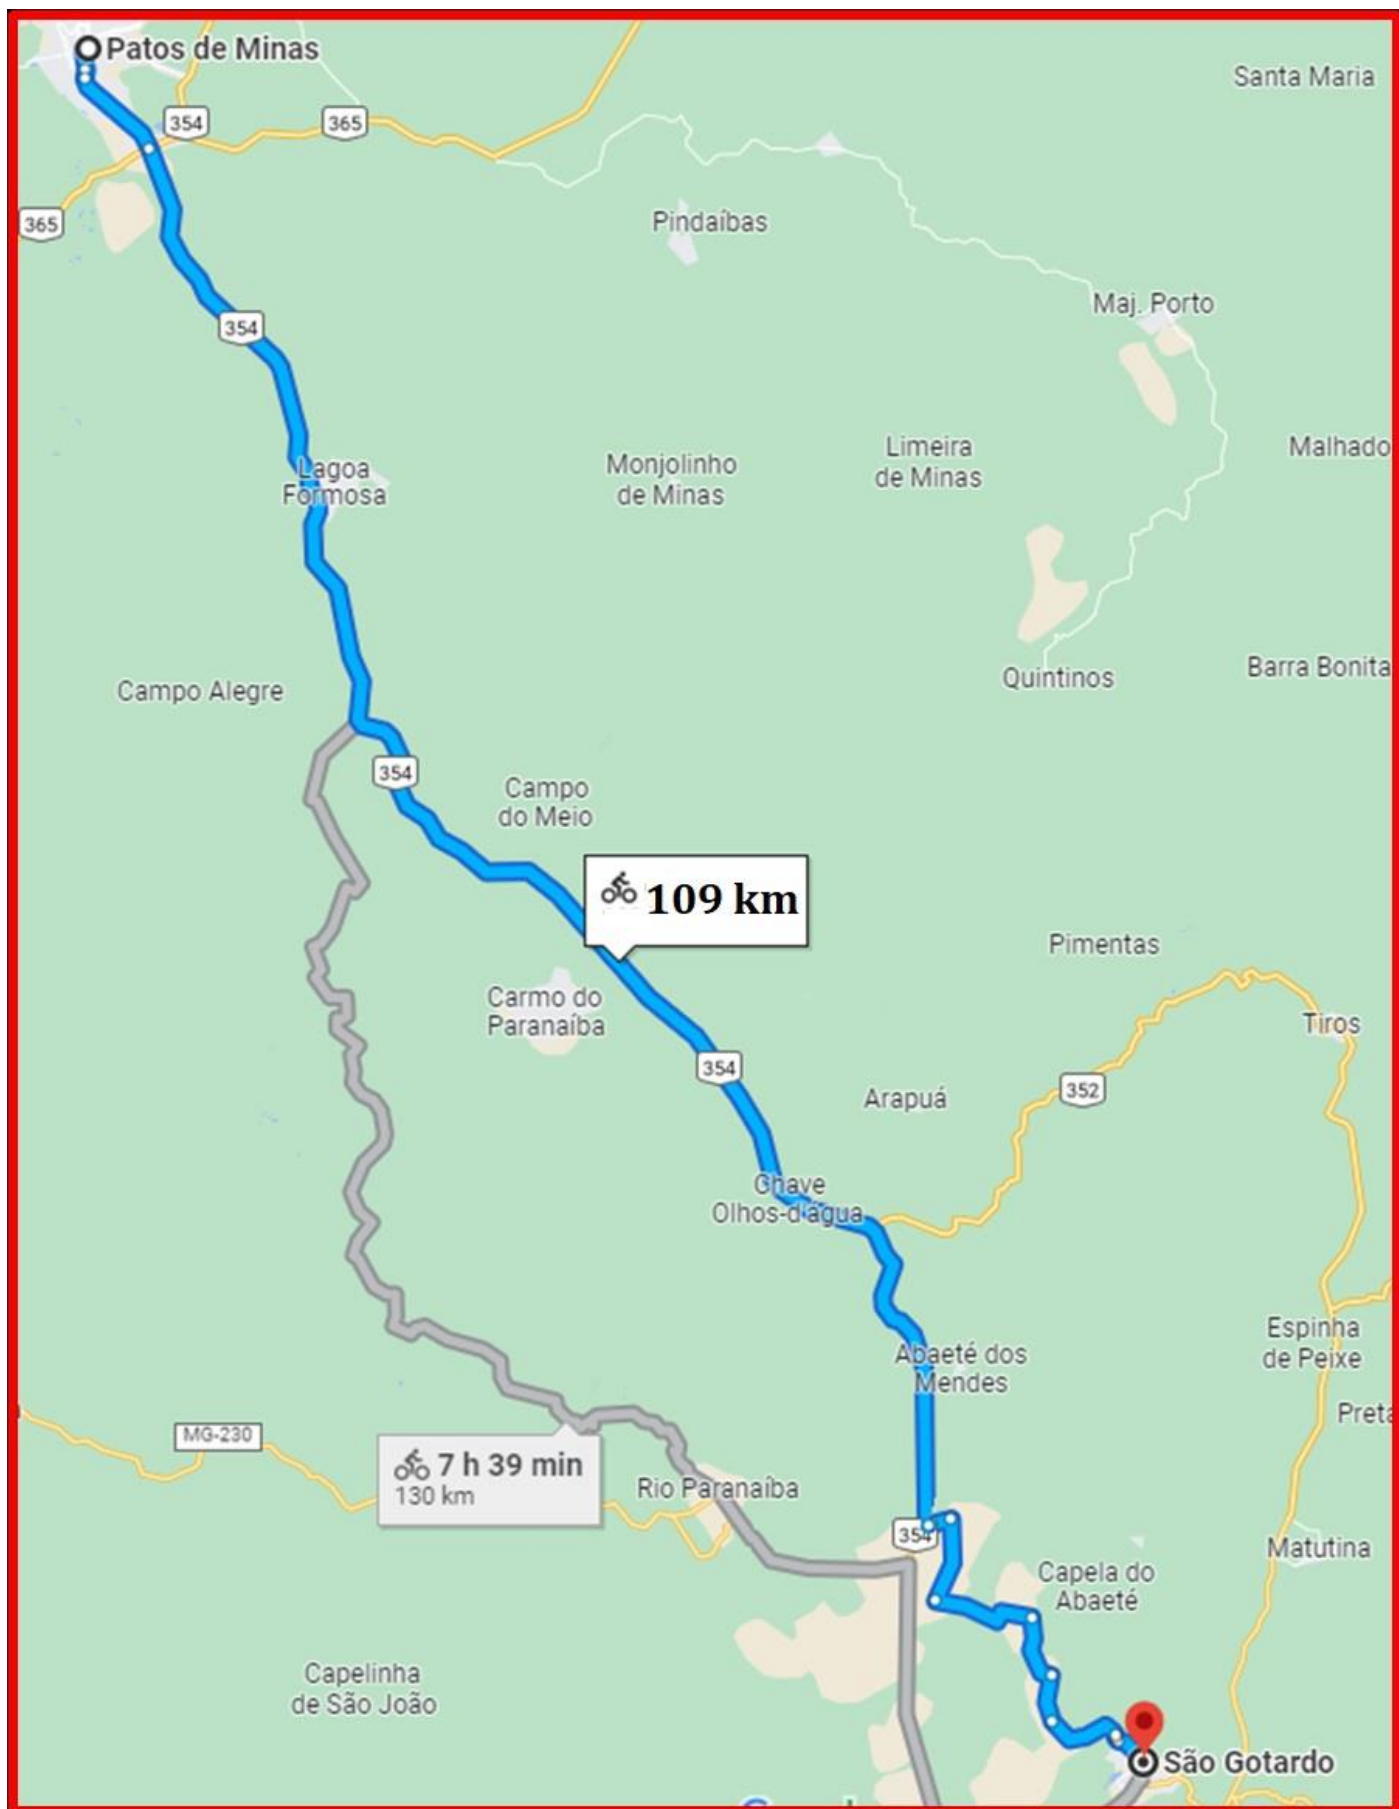 Patos de Minas
Santa Maria
354
365
365
Pindaíbas
Maj. Porto
354
Limeira
de Minas
Malhado
Lagoa
Formosa
Monjolinho
de Minas
Quintinos
Barra Bonita
Campo Alegre
354
Campo
do Meio
109 km
Pimentas
Carmo do
Paranaíba
Tiros
354
352
Arapuá
Chave
Olhos-d'água
Espinha
de Peixe
Abaeté dos
Mendes
Preta
MG-230
7 h 39 min
130 km
Rio Paranaíba
354
Matutina
Capela do
Abaeté
Capelinha
de São João
São Gotardo